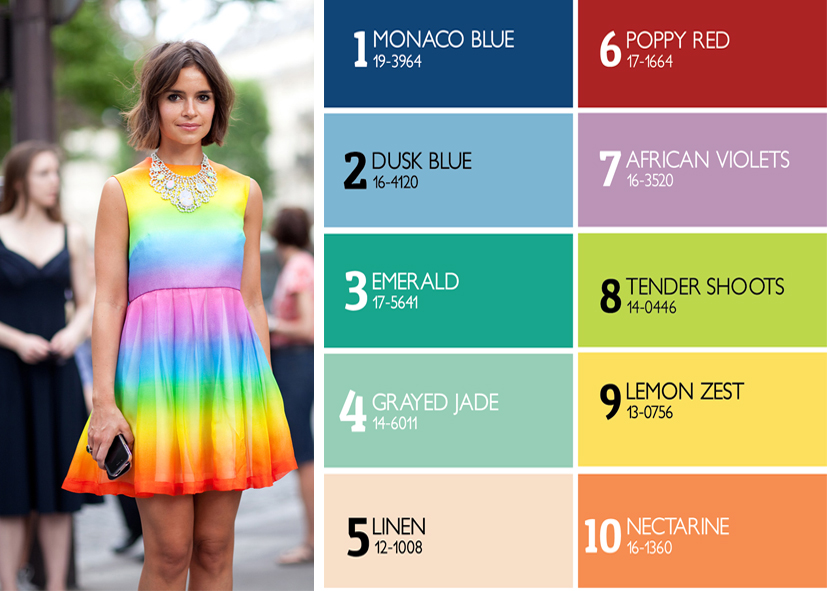 1 MONACO BLUE
19-3964
2 DUSK BLUE
16-4120
3 EMERALD
17-5641
4 GRAYED JADE
14-6011
5 LINEN
12-1008
6 POPPY RED
17-1664
7 AFRICAN VIOLETS
16-3520
8 TENDER SHOOTS
14-0446
9 LEMON ZEST
13-0756
10 NECTARINE
16-1360